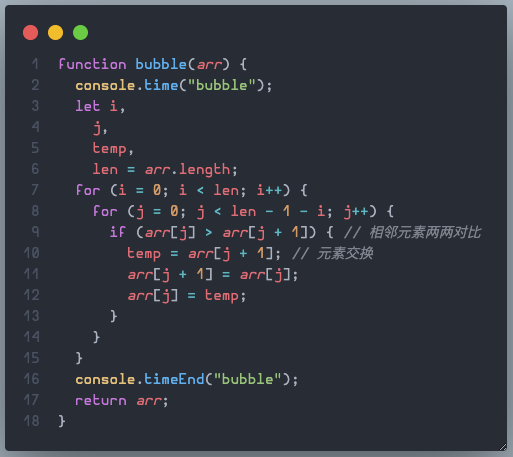 1 function bubble(arr) {
2   console.time("bubble");
3   let i,
4     j,
5     temp,
6     len = arr.length;
7   for (i = 0; i < len; i++) {
8     for (j = 0; j < len - 1 - i; j++) {
9       if (arr[j] > arr[j + 1]) { // 相邻元素两两对比
10         temp = arr[j + 1]; // 元素交换
11         arr[j + 1] = arr[j];
12         arr[j] = temp;
13       }
14     }
15   }
16   console.timeEnd("bubble");
17   return arr;
18 }